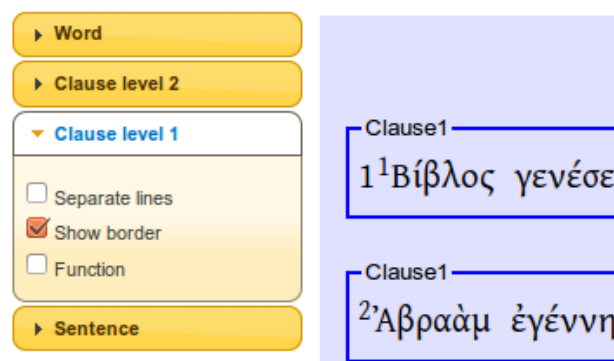 Word
Clause level 2
Clause level 1
Separate lines
Show border
Function
Sentence
Clause1
1¹Βίβλος γενέσε
Clause1
²Ἀβραὰμ ἐγέννη